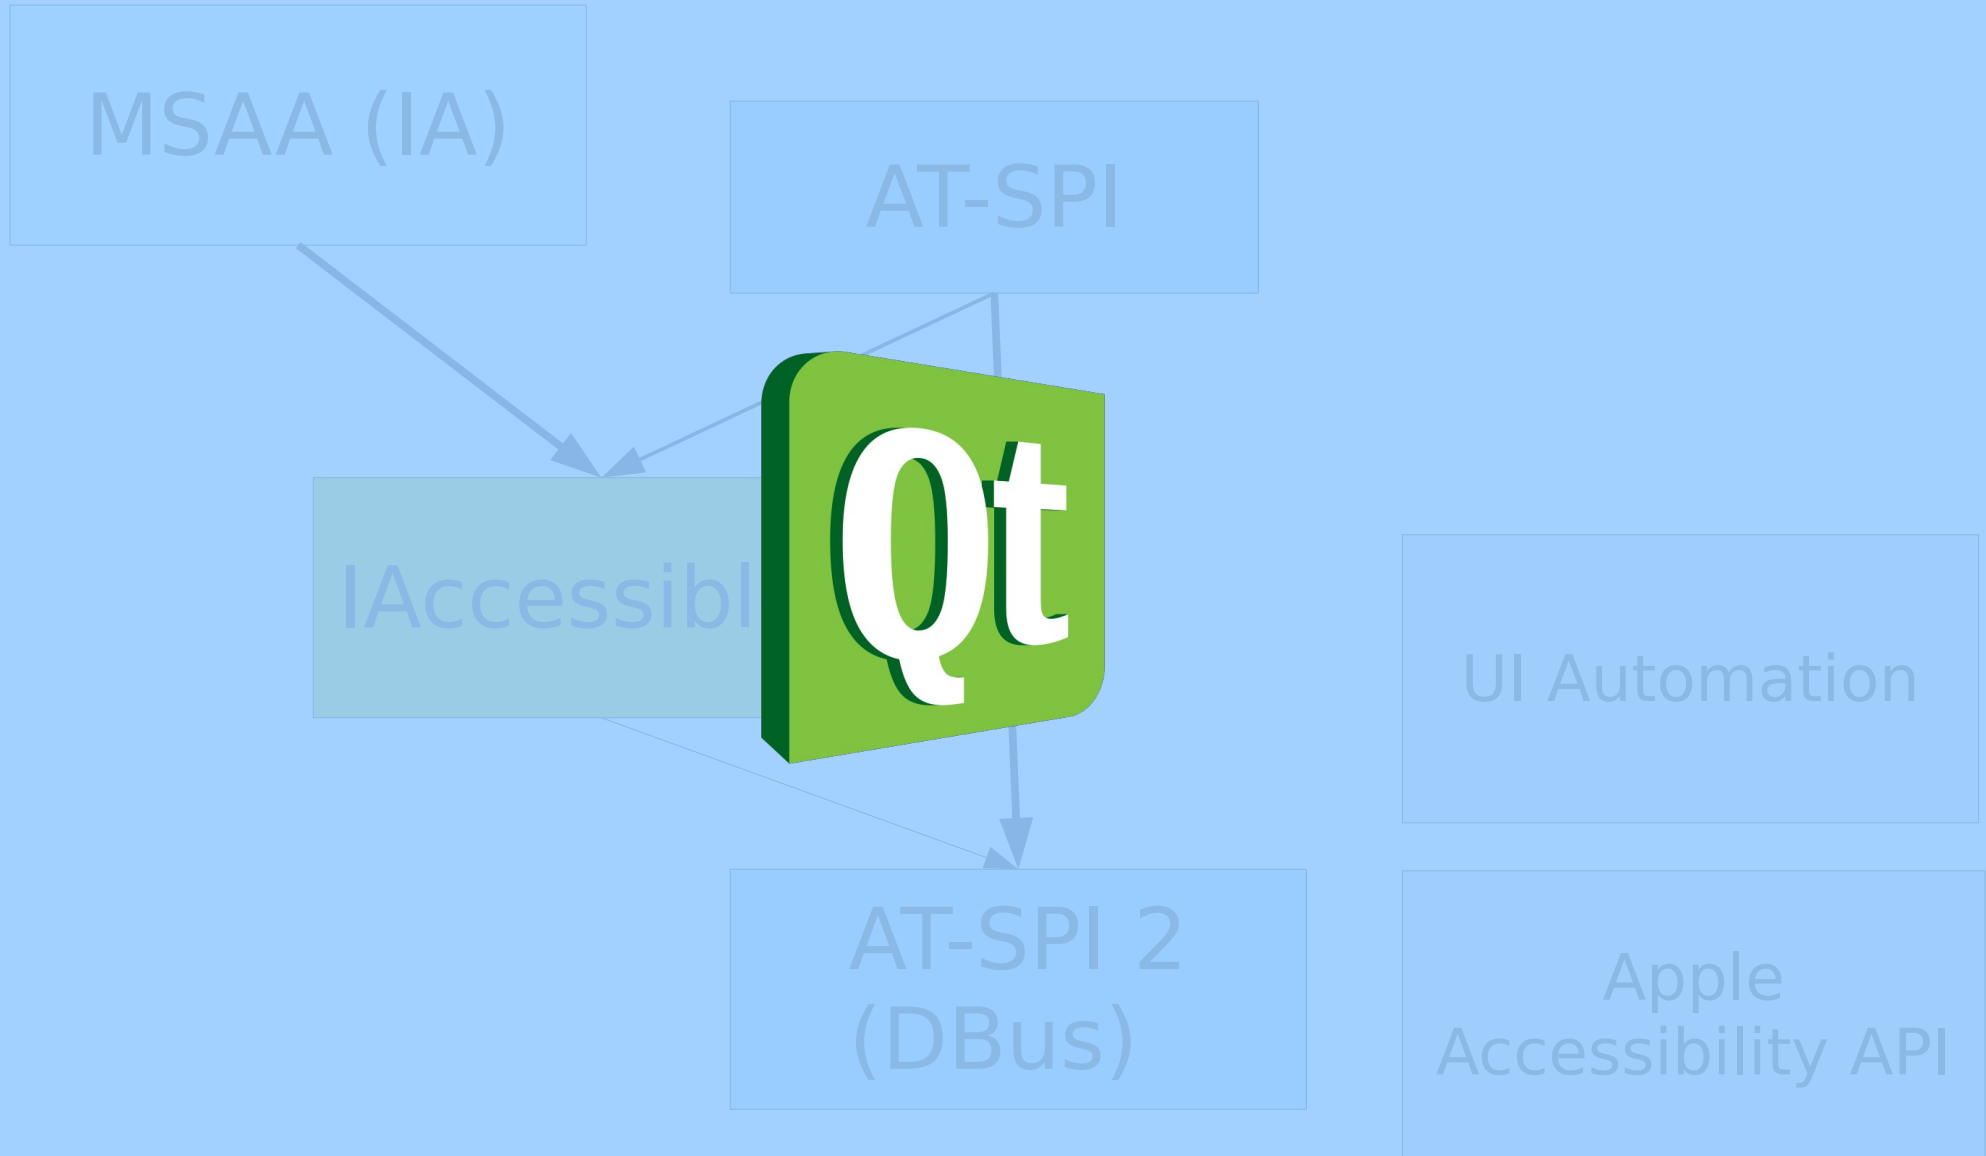 MSAA (IA)
AT-SPI
IAccessibl
Qt
UI Automation
AT-SPI 2
(DBus)
Apple
Accessibility API